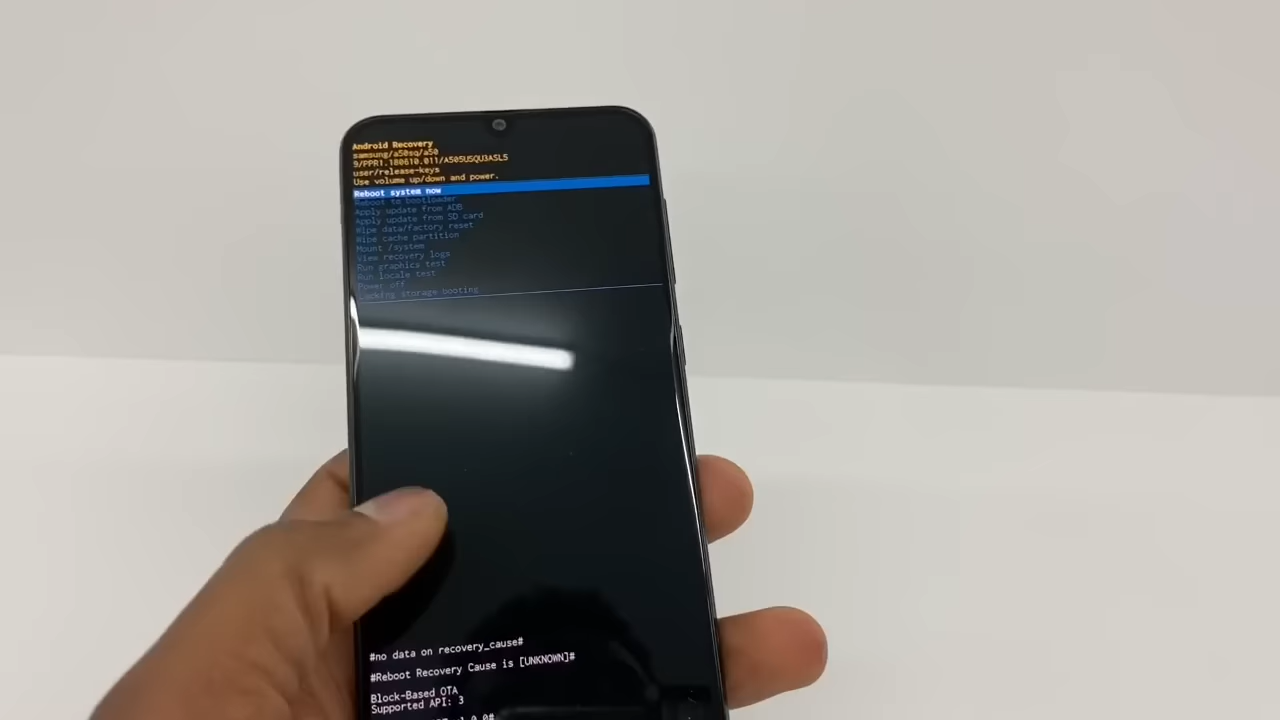 Android Recovery
samsung/a50sq/a50
9/PPR1.180610.011/A505USQU3ASL5
user/release-keys
Use volume up/down and power.
Reboot system now
Reboot to bootloader
Apply update from ADB
Apply update from SD card
Wipe data/factory reset
Wipe cache partition
Mount /system
View recovery logs
Run graphics test
Run locale test
Power off
storage booting
#no data on recovery_cause#
#Reboot Recovery Cause is [UNKNOWN]#
Block-Based OTA
Supported API: 3